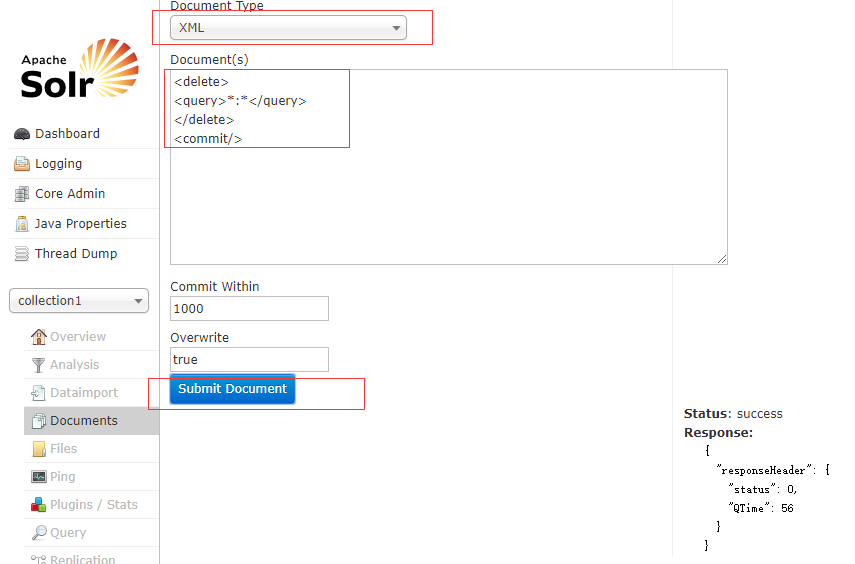 Apache
Solr
Dashboard
Logging
Core Admin
Java Properties
Thread Dump
collection1
Overview
Analysis
Dataimport
Documents
Files
Ping
Plugins / Stats
Query
Replication
Document Type
XML
Document(s)
<delete>
<query>*:*</query>
</delete>
<commit/>
Commit Within
1000
Overwrite
true
Submit Document
Status: success
Response:
{
"responseHeader": {
"status": 0,
"QTime": 56
}
}